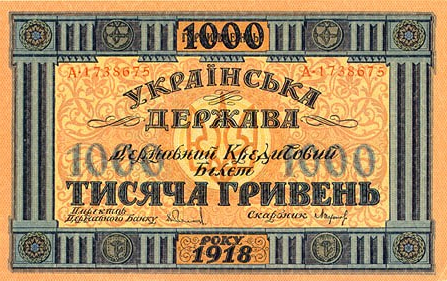 1000
А·1738675 А·1738675
УКРАЇНСЬКА
ДЕРЖАВА
1000 1000
Державний Кредитовий
Білет
ТИСЯЧА ГРИВЕНЬ
Директор
Державного Банку Скарбник
РОКУ
1918